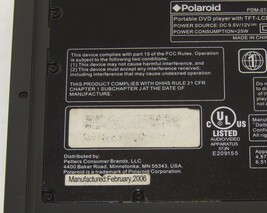 Polaroid PDM-07
Portable DVD player with TFT-LC
POWER SOURCE: DC 9.5V/12V
POWER CONSUMPTION:<25W
MADE IN CHIN
This device complies with part 15 of the FCC Rules. Operation is
subject to the following two conditions:
(1) This device may not cause harmful interference, and
(2) This device must accept any interference received, including
interference that may cause undesired operation.
THIS PRODUCT COMPLIES WITH DHHS RULE 21 CFR
CHAPTER 1 SUBCHAPTER J AT THE DATE OF
MANUFACTURE.
C UL US
LISTED
AUDIO/VIDEO
APPARATUS
E209155
Distributed by:
Petters Consumer Brands, LLC
4400 Baker Road, Minnetonka, MN 55343, USA
Polaroid is a trademark of Polaroid Corporation.
Manufactured:February,2006